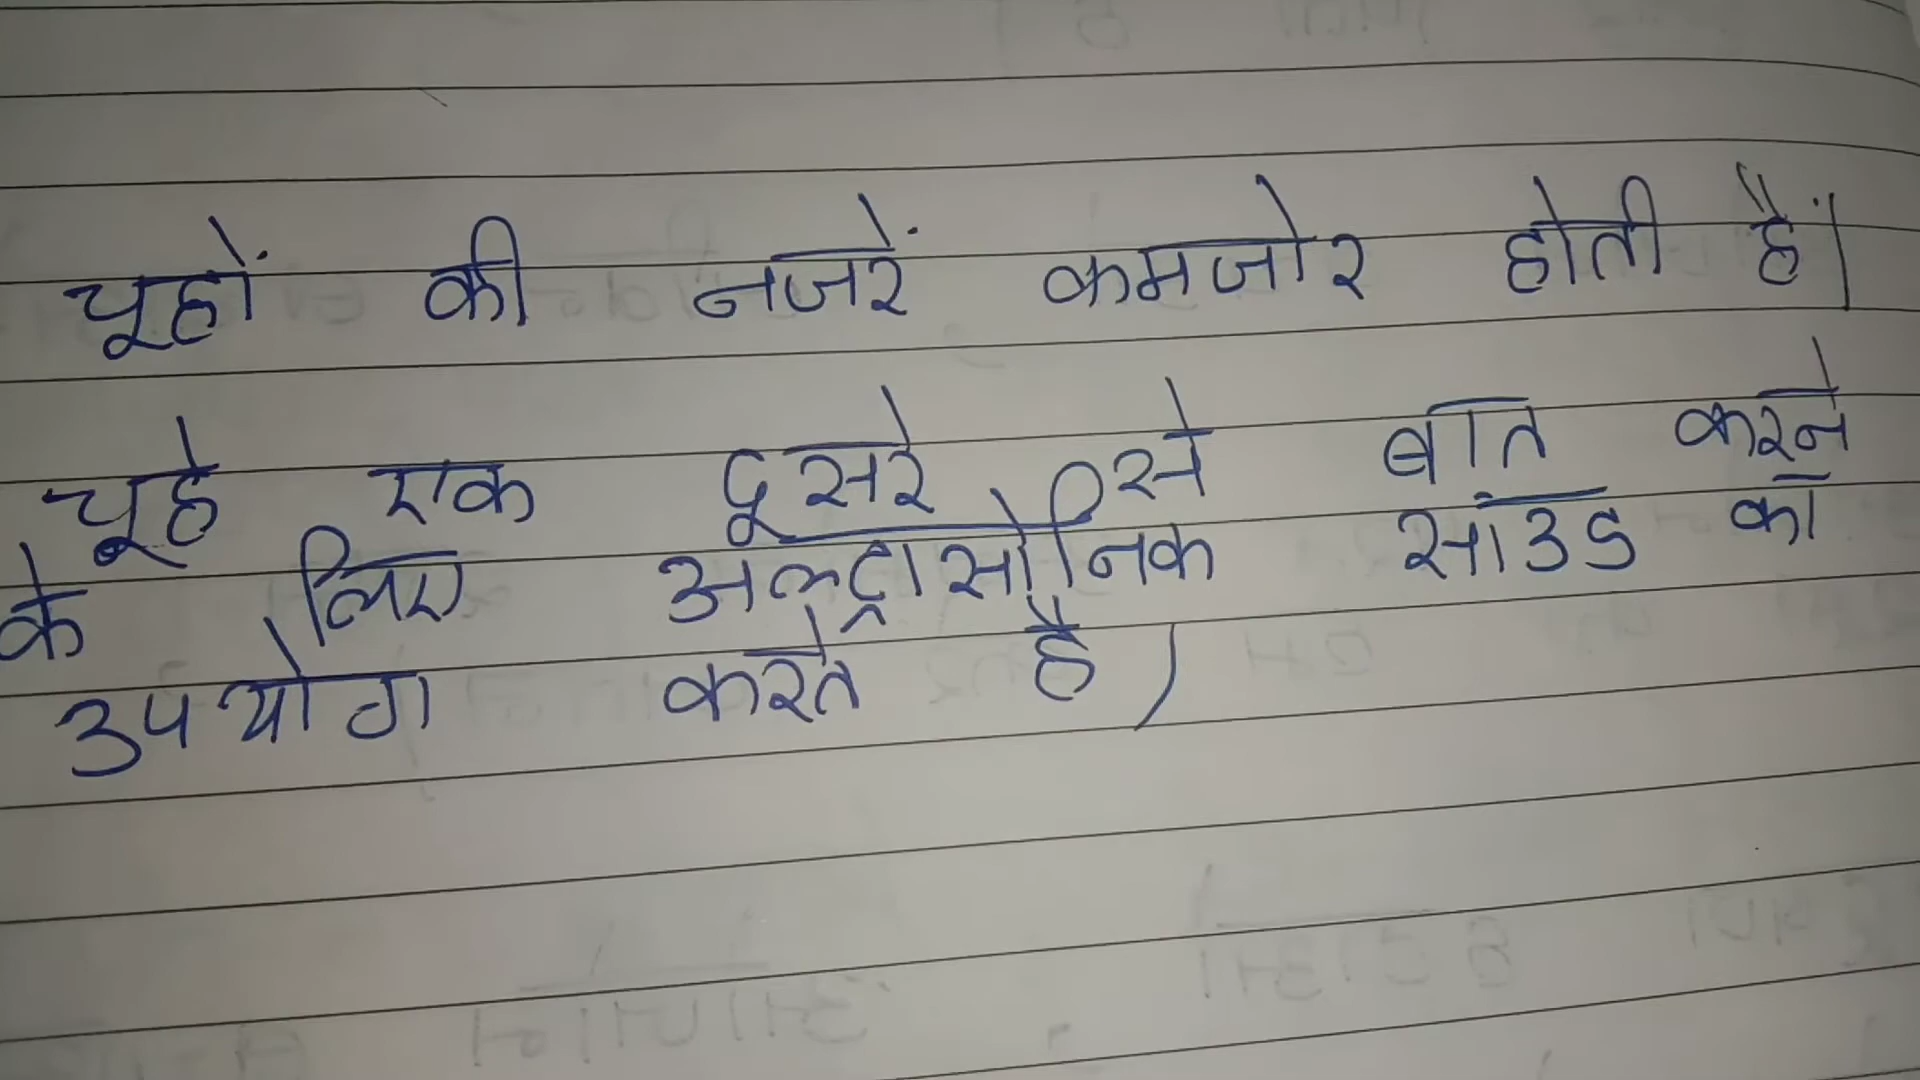 चूहों की नजरें कमजोर होती हैं।
चूहे एक दूसरे से बात करने
के लिए अल्ट्रासोनिक साउंड का
उपयोग करते है।